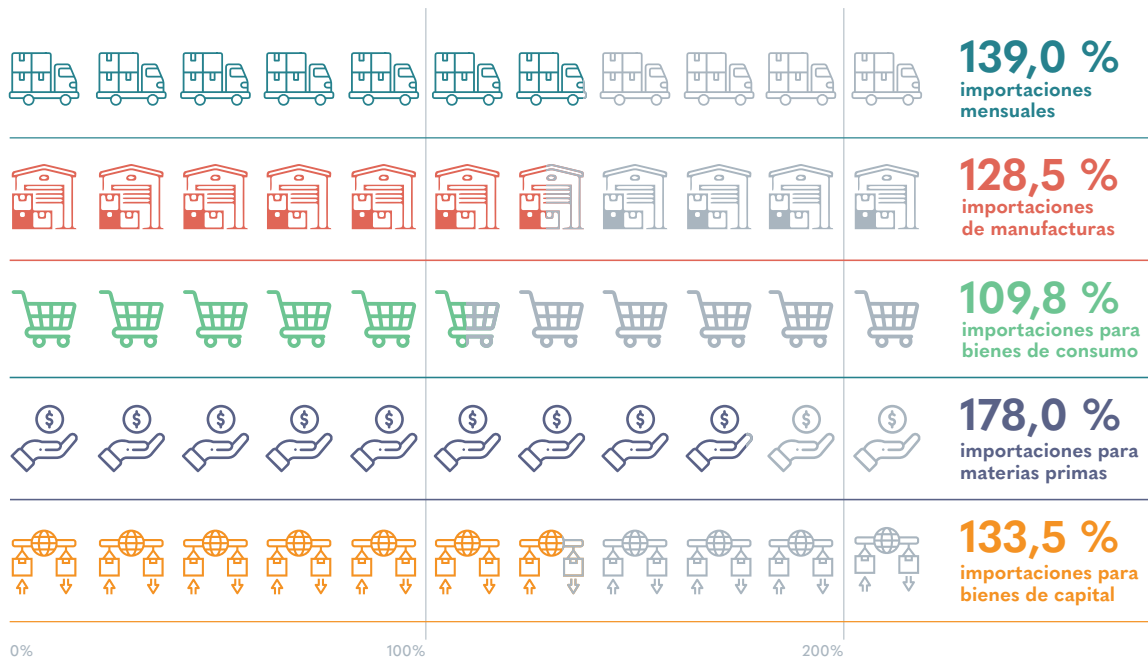 139,0 %
importaciones
mensuales
128,5 %
importaciones
de manufacturas
109,8 %
importaciones para
bienes de consumo
178,0 %
importaciones para
materias primas
133,5 %
importaciones para
bienes de capital
0% 100% 200%